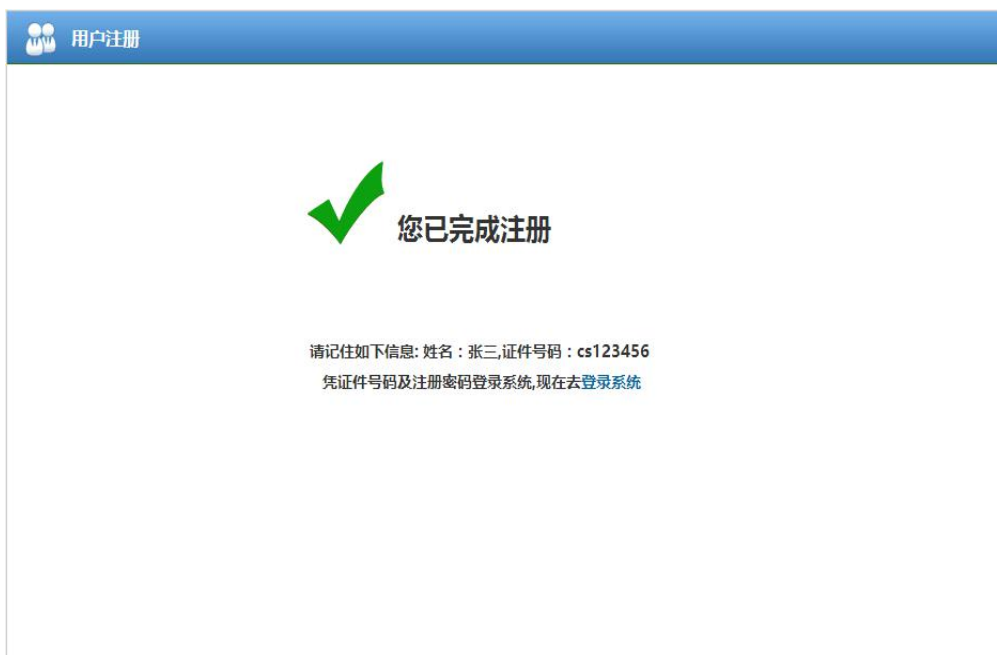 用户注册
您已完成注册
请记住如下信息: 姓名：张三,证件号码：cs123456
凭证件号码及注册密码登录系统,现在去登录系统